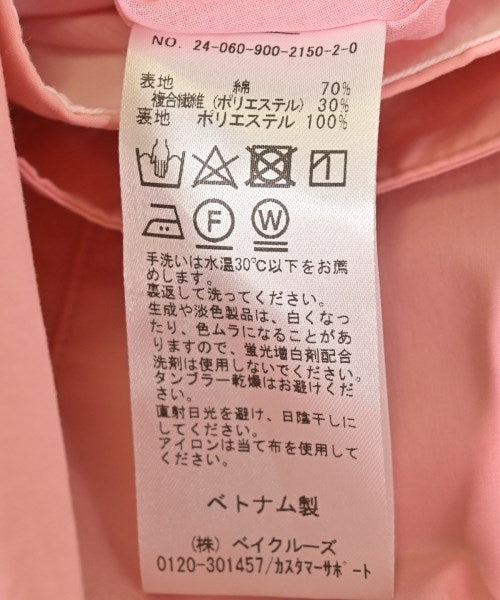 NO. 24-060-900-2150-2-0
表地 綿 70%
複合繊維 (ポリエステル) 30%
裏地 ポリエステル 100%
F W
手洗いは水温30℃以下をお薦
めします。
裏返して洗ってください。
生成や淡色製品は、白くなっ
たり、色ムラになることがあ
りますので、蛍光増白剤配合
洗剤は使用しないでください。
タンブラー乾燥はお避けくだ
さい。
直射日光を避け、日陰干しに
してください。
アイロンは当て布を使用して
ください。
ベトナム製
(株) ベイクルーズ
0120-301457/カスタマーサポート